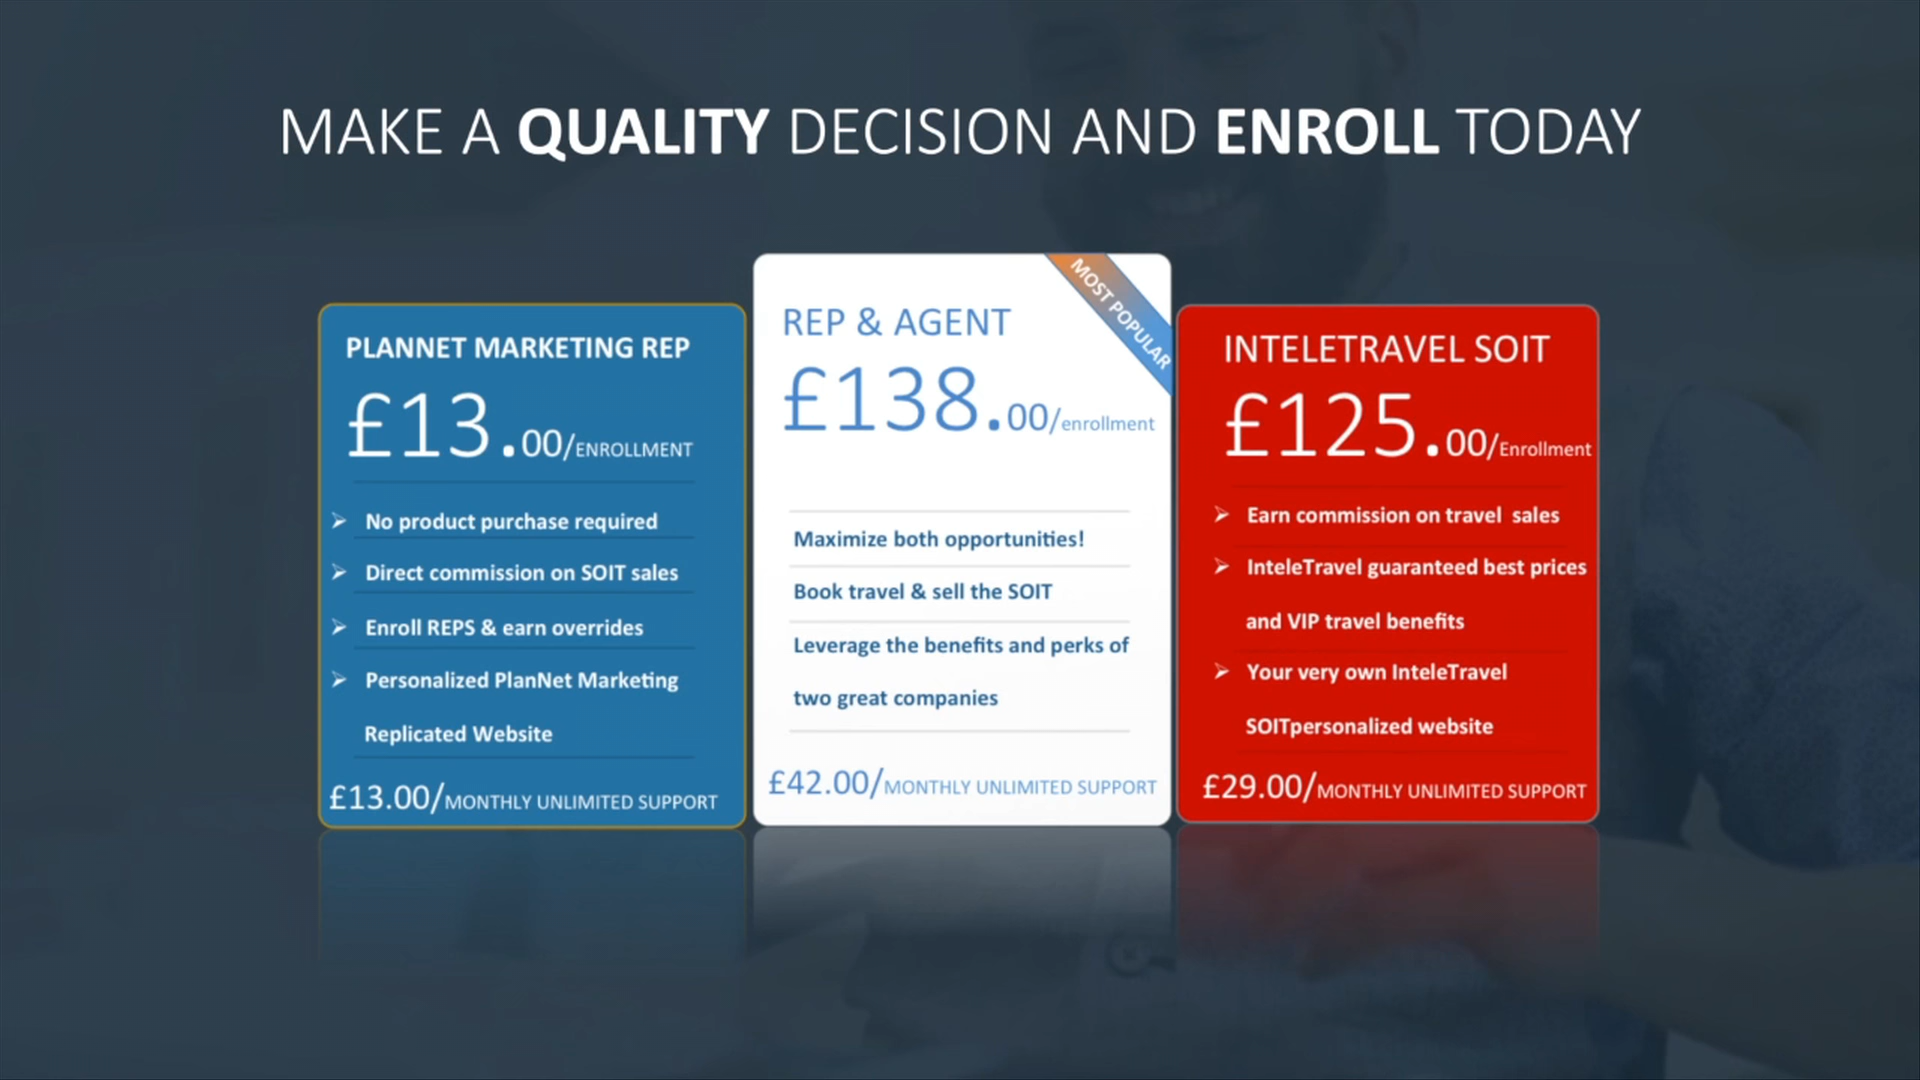 MAKE A QUALITY DECISION AND ENROLL TODAY
PLANNET MARKETING REP
£13.00/ENROLLMENT
➢ No product purchase required
➢ Direct commission on SOIT sales
➢ Enroll REPS & earn overrides
➢ Personalized PlanNet Marketing
Replicated Website
£13.00/MONTHLY UNLIMITED SUPPORT
MOST POPULAR
REP & AGENT
£138.00/enrollment
Maximize both opportunities!
Book travel & sell the SOIT
Leverage the benefits and perks of
two great companies
£42.00/MONTHLY UNLIMITED SUPPORT
INTELETRAVEL SOIT
£125.00/Enrollment
➢ Earn commission on travel sales
➢ InteleTravel guaranteed best prices
and VIP travel benefits
➢ Your very own InteleTravel
SOITpersonalized website
£29.00/MONTHLY UNLIMITED SUPPORT